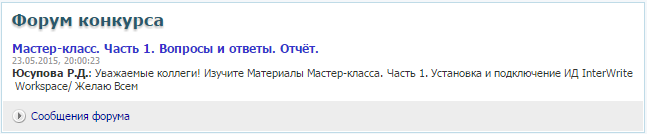 Форум конкурса
Мастер-класс. Часть 1. Вопросы и ответы. Отчёт.
23.05.2015, 20:00:23
Юсупова Р.Д.: Уважаемые коллеги! Изучите Материалы Мастер-класса. Часть 1. Установка и подключение ИД InterWrite
Workspace/ Желаю Всем
Сообщения форума